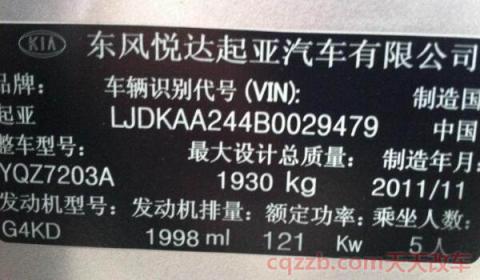 KIA 东风悦达起亚汽车有限公司
品牌: 车辆识别代号(VIN): 制造国
起亚 LJDKAA244B0029479 中国
整车型号: 最大设计总质量: 制造年月:
YQZ7203A 1930 kg 2011/11
发动机型号: 发动机排量: 额定功率: 乘坐人数:
G4KD 1998 ml 121 Kw 5人
cqzzb.com天天改车